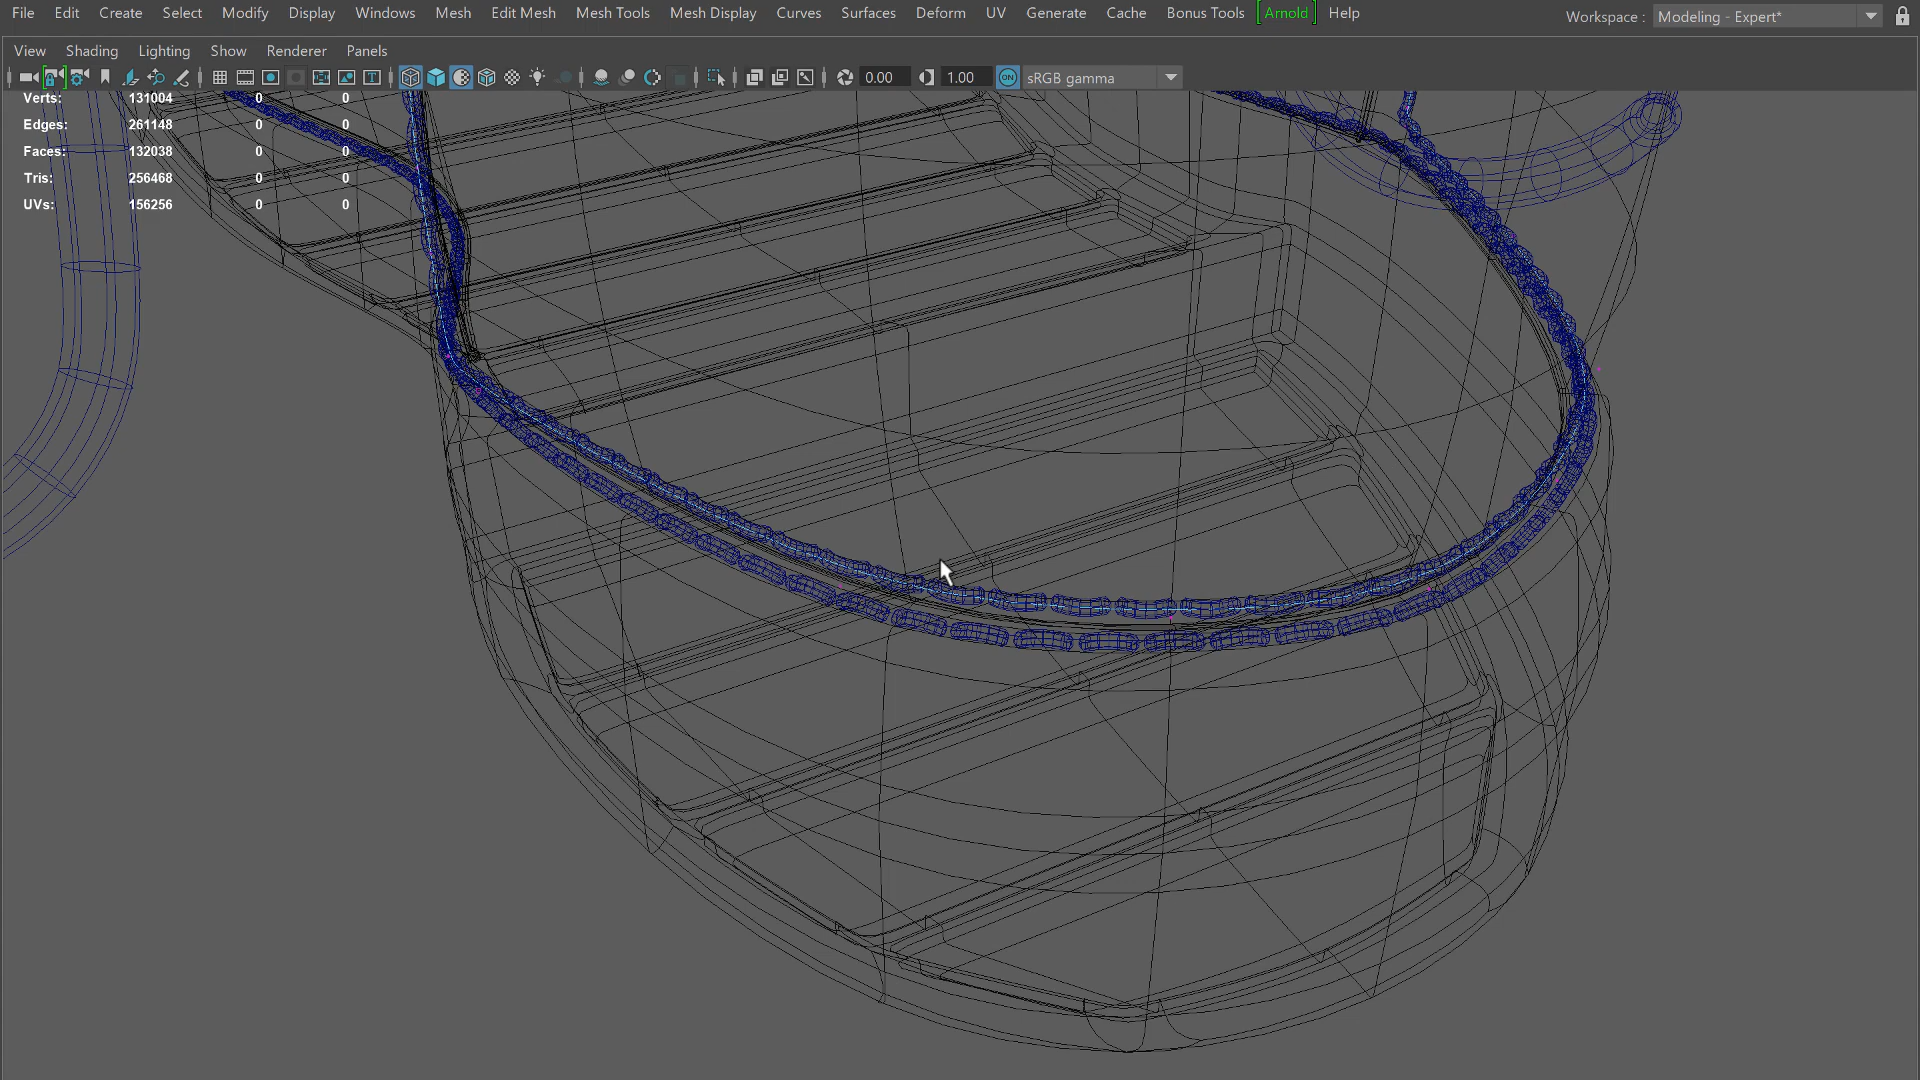 File Edit Create Select Modify Display Windows Mesh Edit Mesh Mesh Tools Mesh Display Curves Surfaces Deform UV Generate Cache Bonus Tools Arnold Help Workspace : Modeling - Expert*
View Shading Lighting Show Renderer Panels
0.00 1.00 ON sRGB gamma
Verts: 131004 0 0
Edges: 261148 0 0
Faces: 132038 0 0
Tris: 256468 0 0
UVs: 156256 0 0